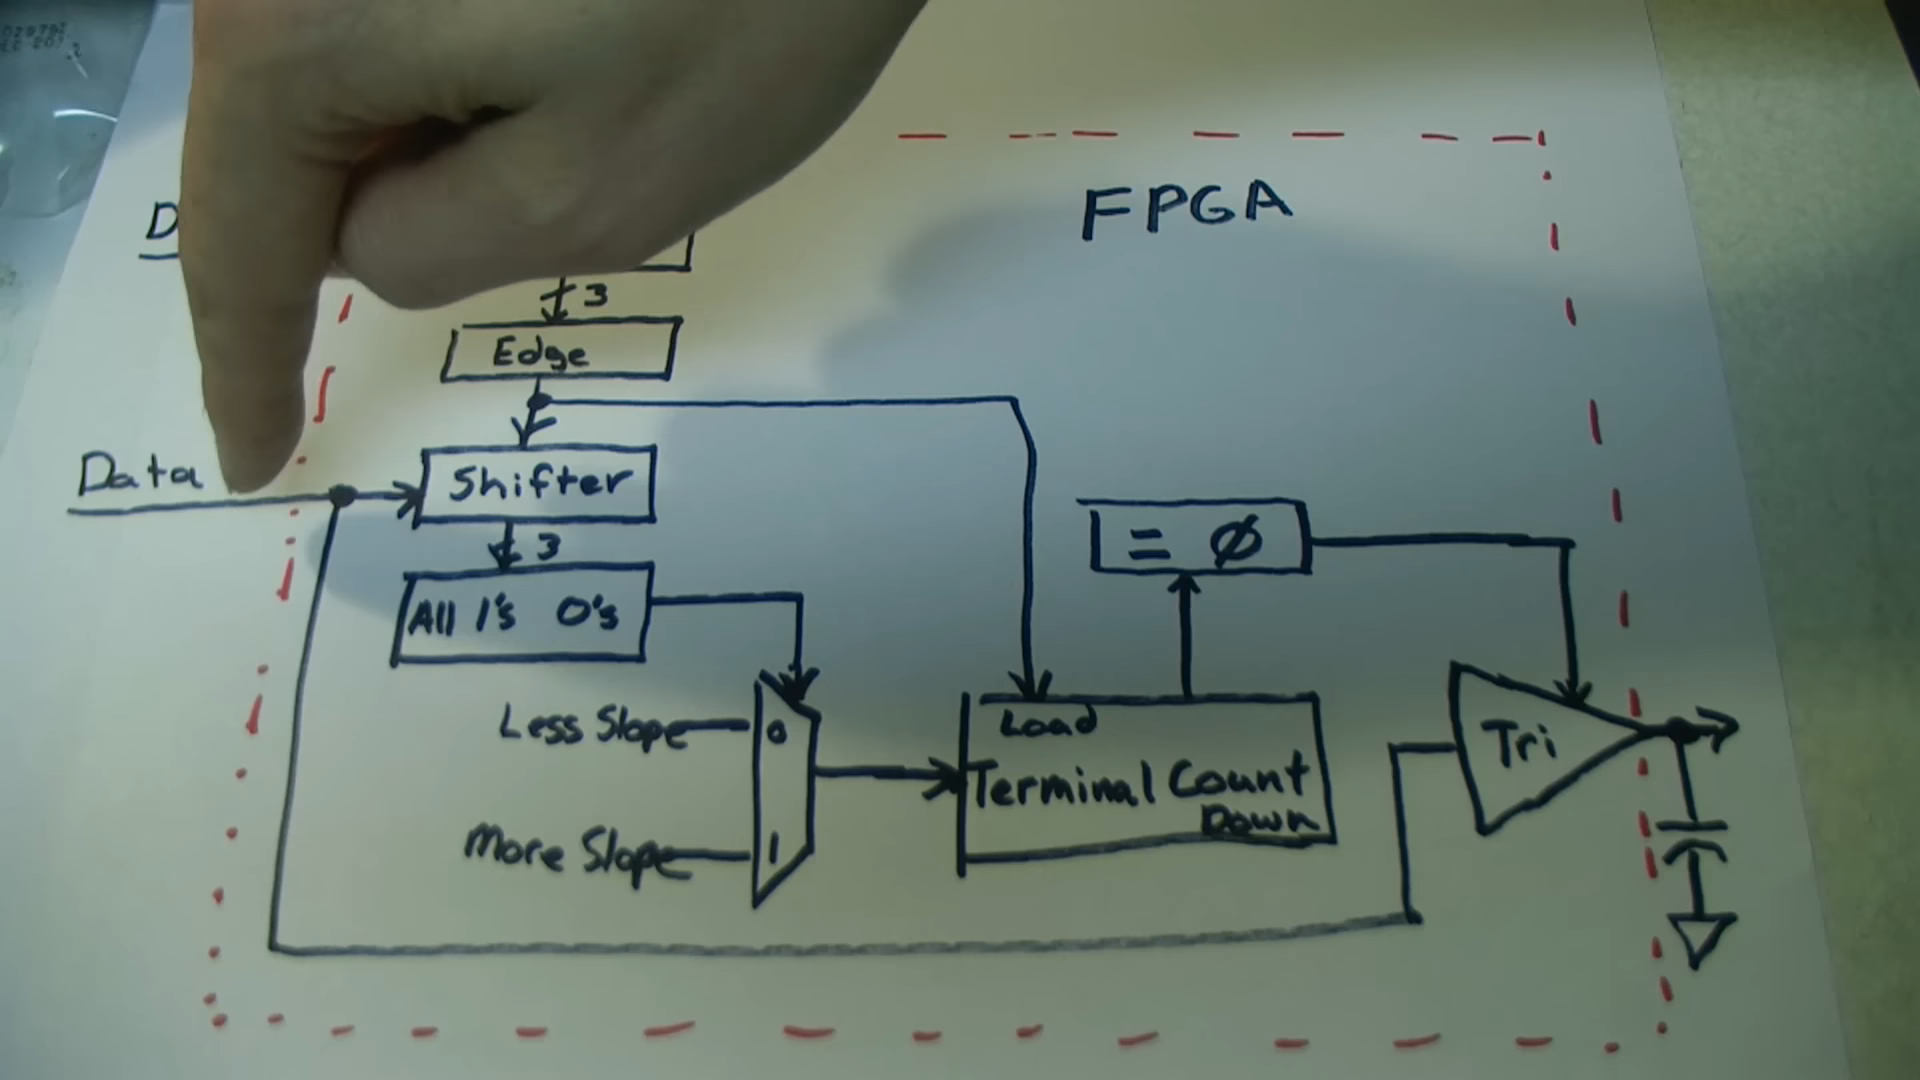 FPGA
3
Edge
Data
Shifter
3
= Ø
All 1's 0's
Less Slope
0
Load
Tri
Terminal Count
Down
More Slope
1